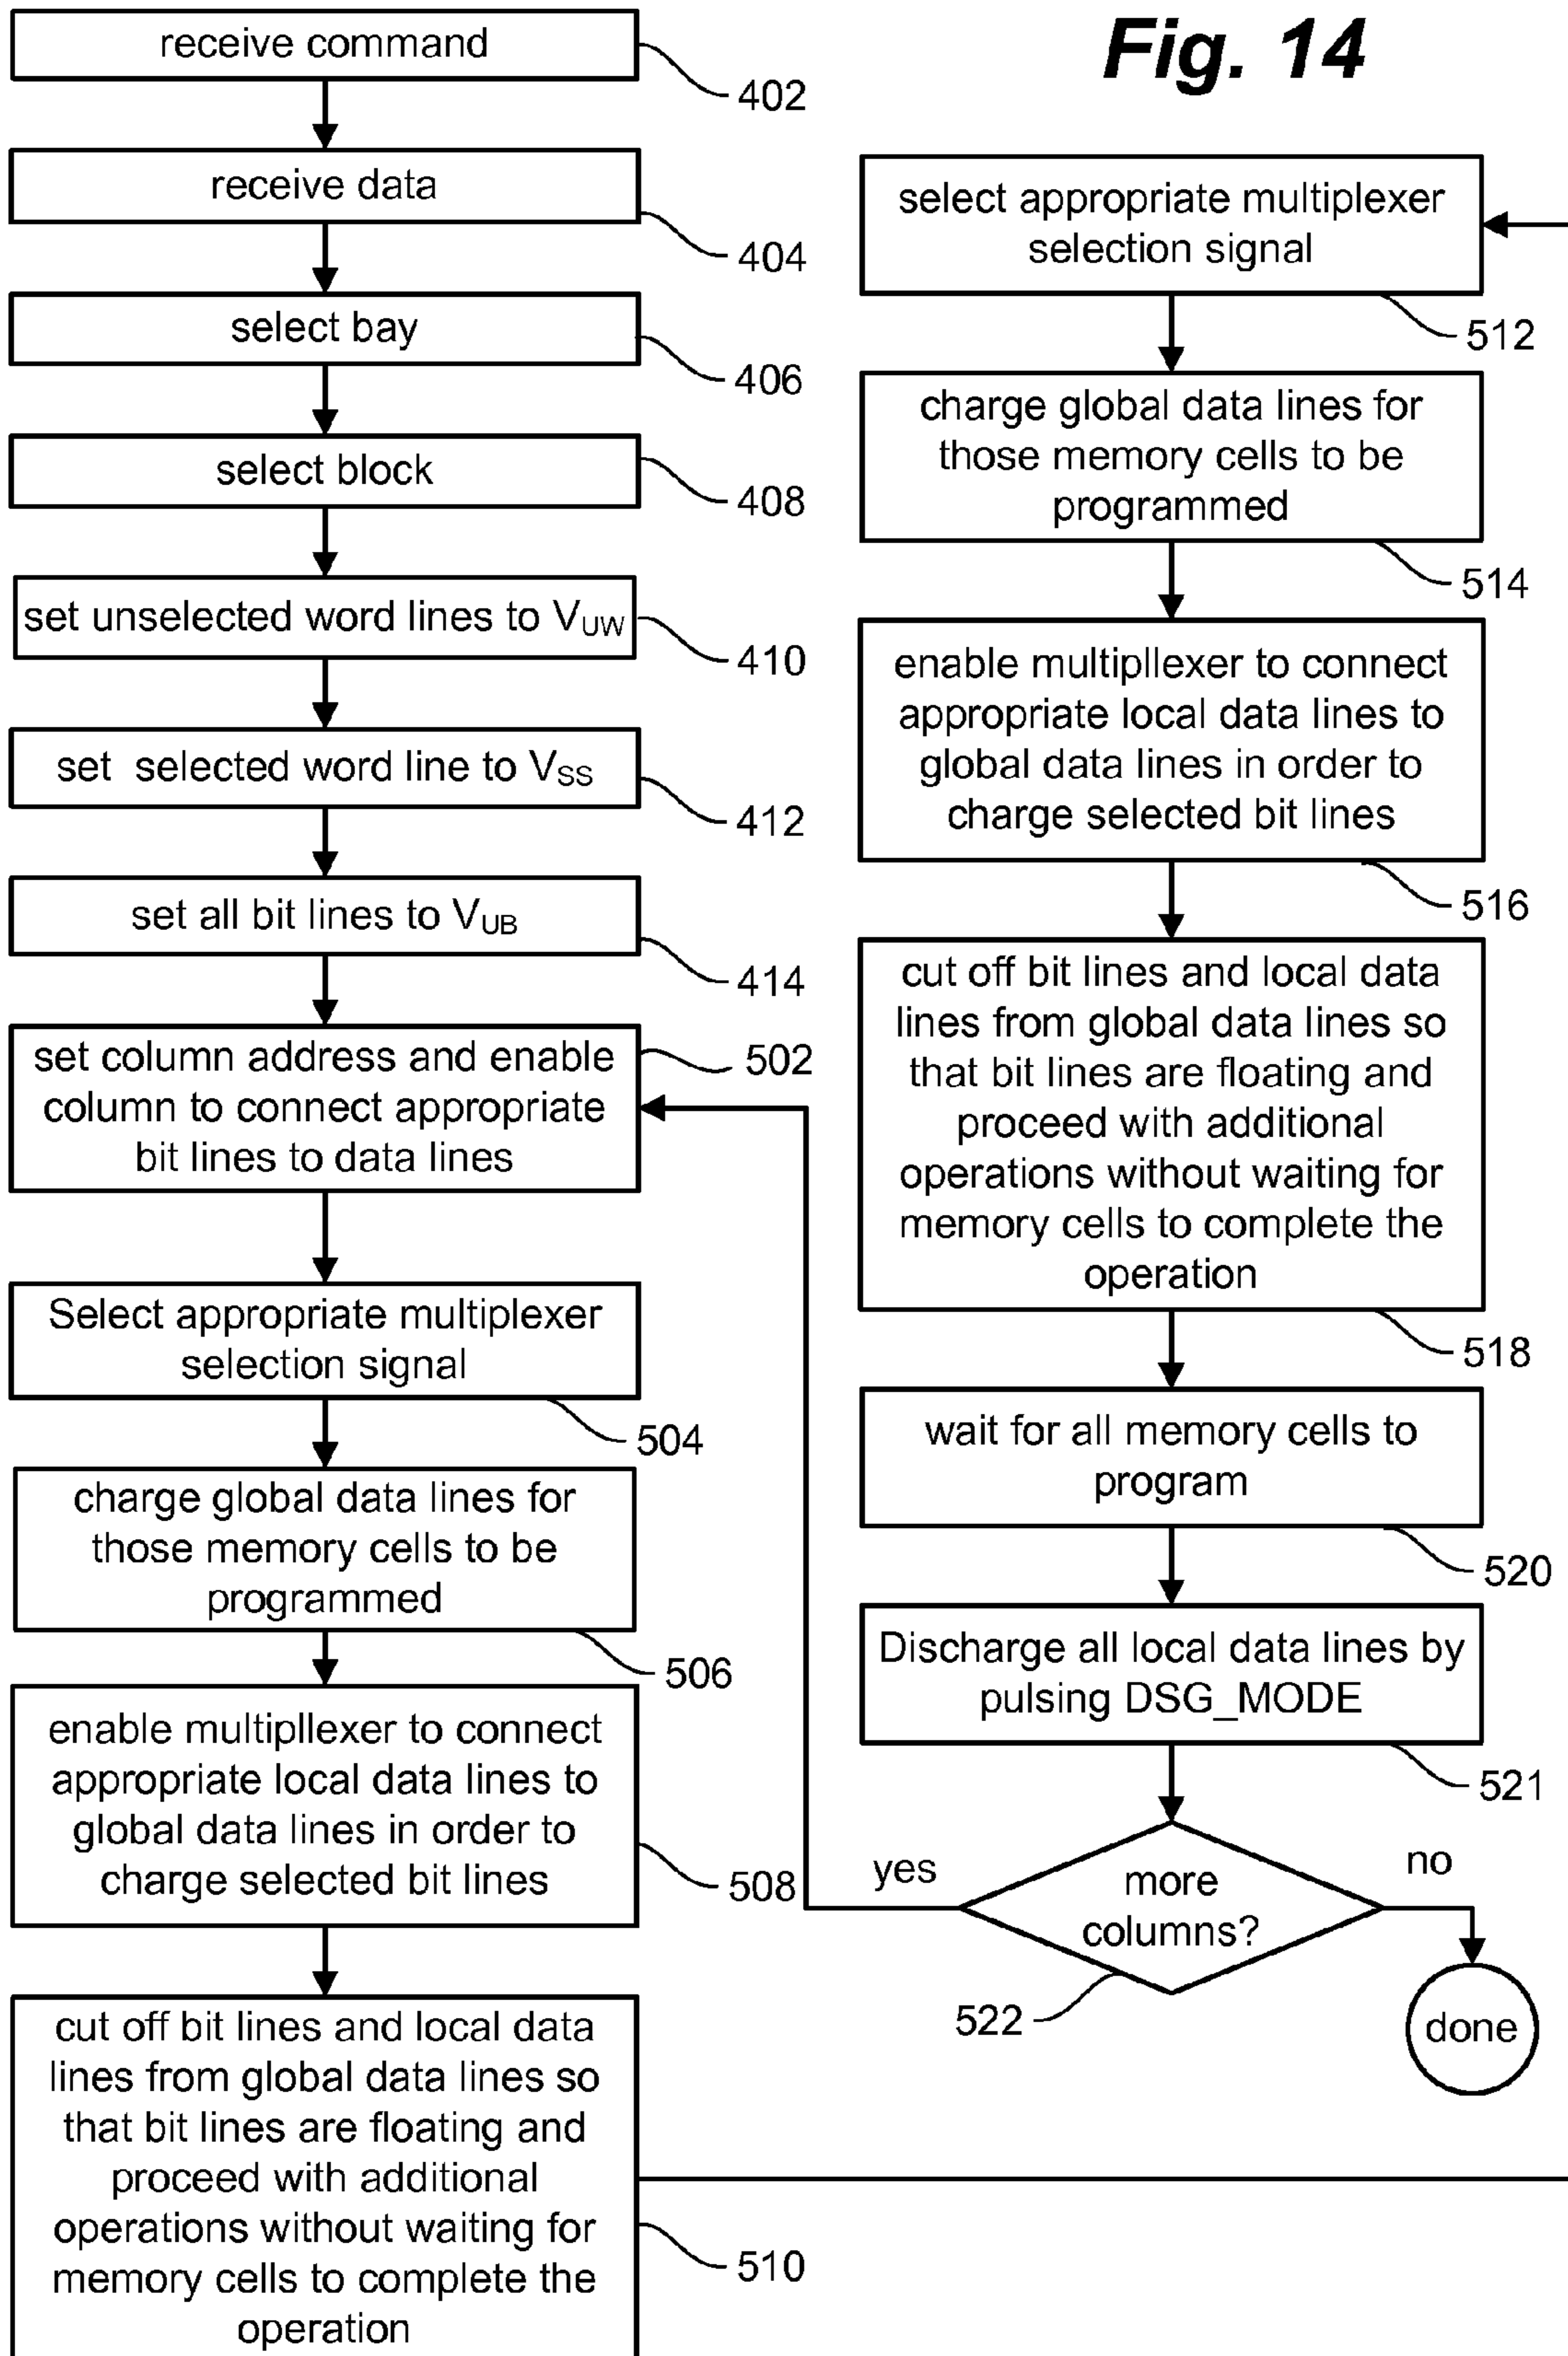 Fig. 14
receive command
402
receive data
404
select bay
406
select block
408
set unselected word lines to VUW
410
set selected word line to VSS
412
set all bit lines to VUB
414
set column address and enable
column to connect appropriate
bit lines to data lines
502
Select appropriate multiplexer
selection signal
504
charge global data lines for
those memory cells to be
programmed
506
enable multipllexer to connect
appropriate local data lines to
global data lines in order to
charge selected bit lines
508
cut off bit lines and local data
lines from global data lines so
that bit lines are floating and
proceed with additional
operations without waiting for
memory cells to complete the
operation
510
select appropriate multiplexer
selection signal
512
charge global data lines for
those memory cells to be
programmed
514
enable multipllexer to connect
appropriate local data lines to
global data lines in order to
charge selected bit lines
516
cut off bit lines and local data
lines from global data lines so
that bit lines are floating and
proceed with additional
operations without waiting for
memory cells to complete the
operation
518
wait for all memory cells to
program
520
Discharge all local data lines by
pulsing DSG_MODE
521
more
columns?
522
yes
no
done